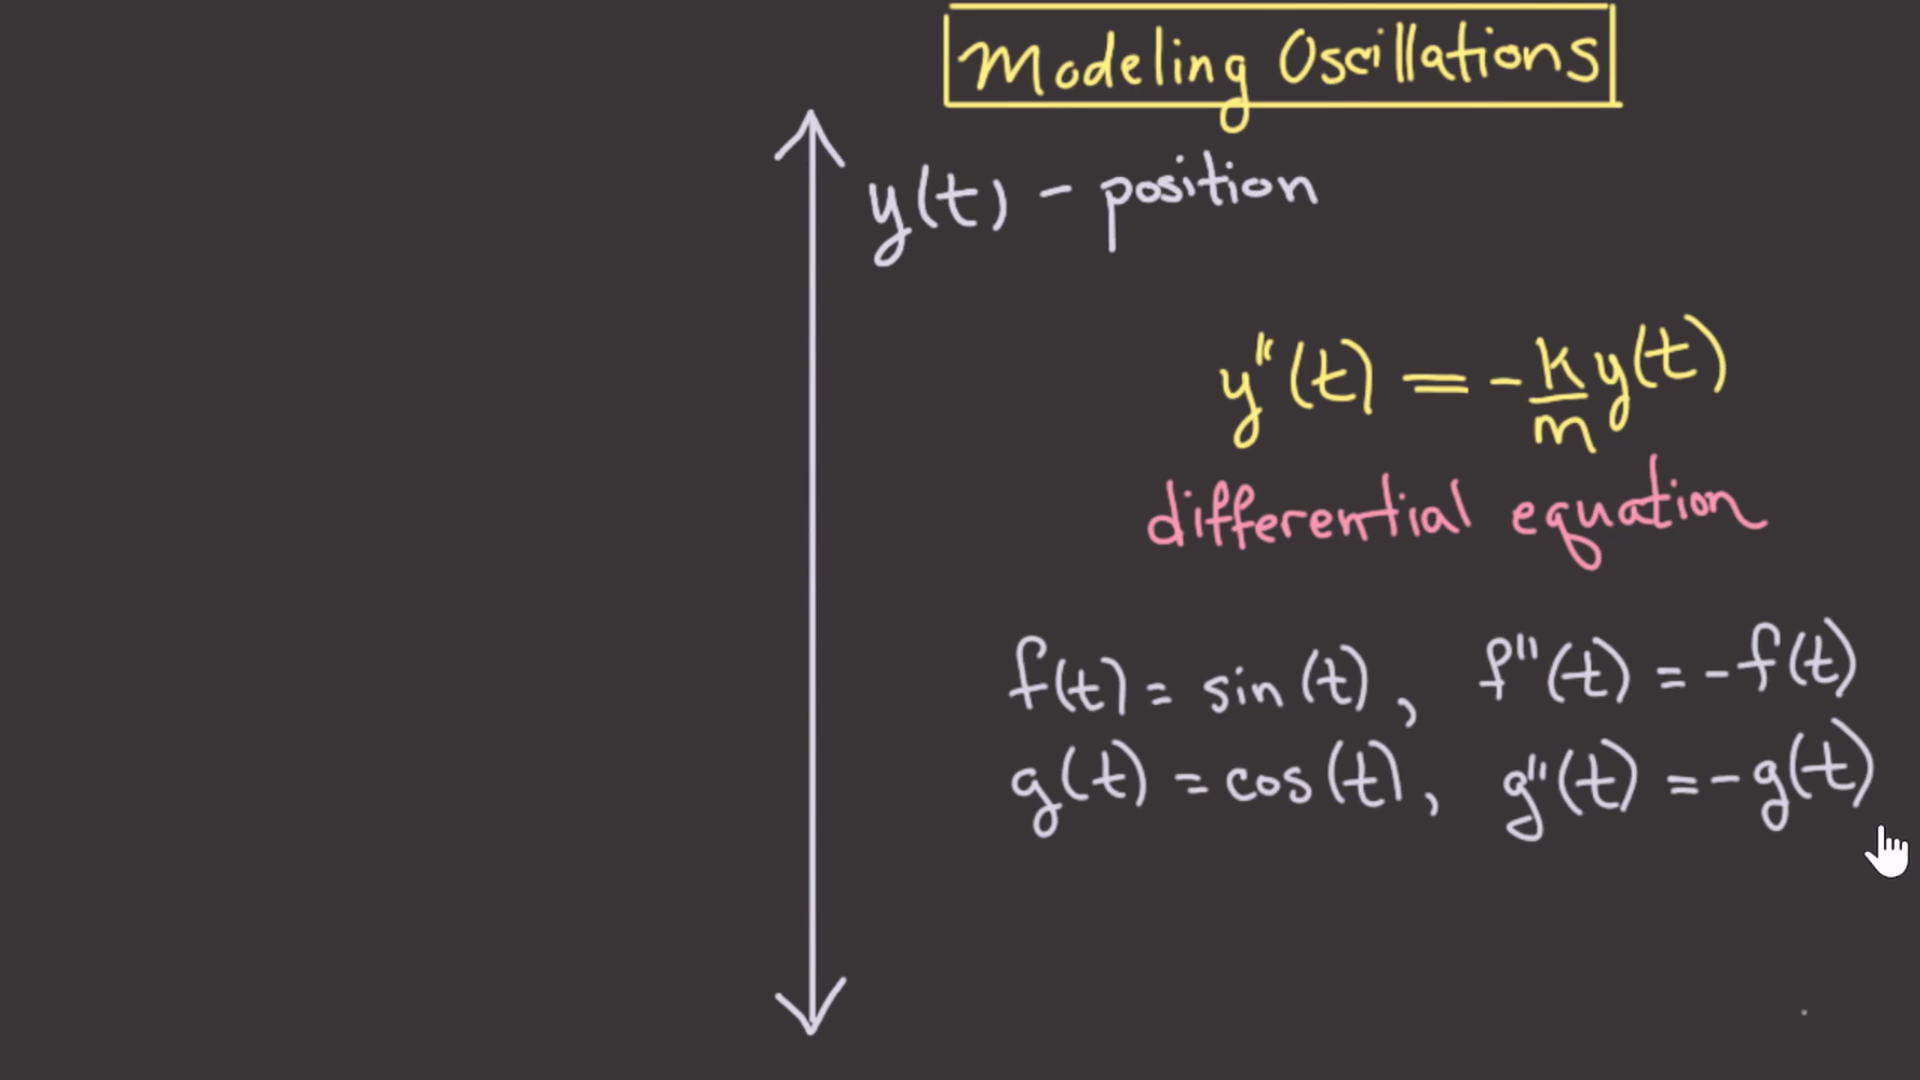 Modeling Oscillations
y(t) - position
y"(t) = -k/m y(t)
differential equation
f(t) = sin(t), f"(t) = -f(t)
g(t) = cos(t), g"(t) = -g(t)